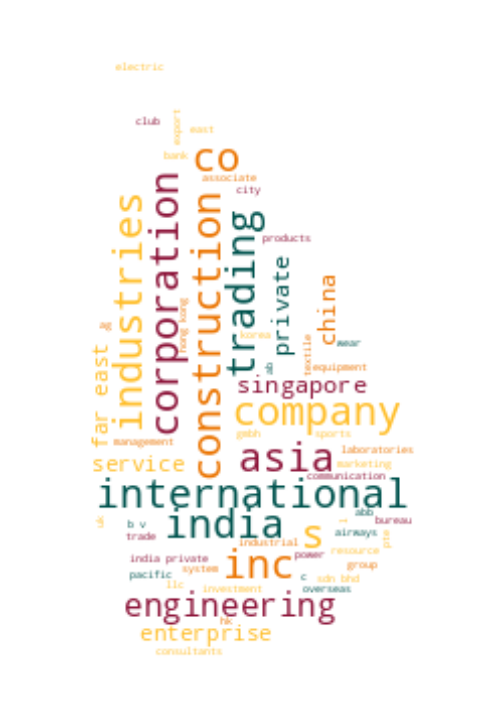 electric
club
export
east
bank
co
associate
city
corporation
industries
construction
trading
products
private
china
hong kong
korea
textile
wear
far east
equipment
singapore
company
gmbh
sports
management
asia
laboratories
service
marketing
communication
international
india
s
abb
bureau
uk
b v
trade
l
airways
pte
industrial
india private
power
resource
system
inc
group
pacific
c
sdn bhd
llc
investment
overseas
engineering
hk
enterprise
consultants